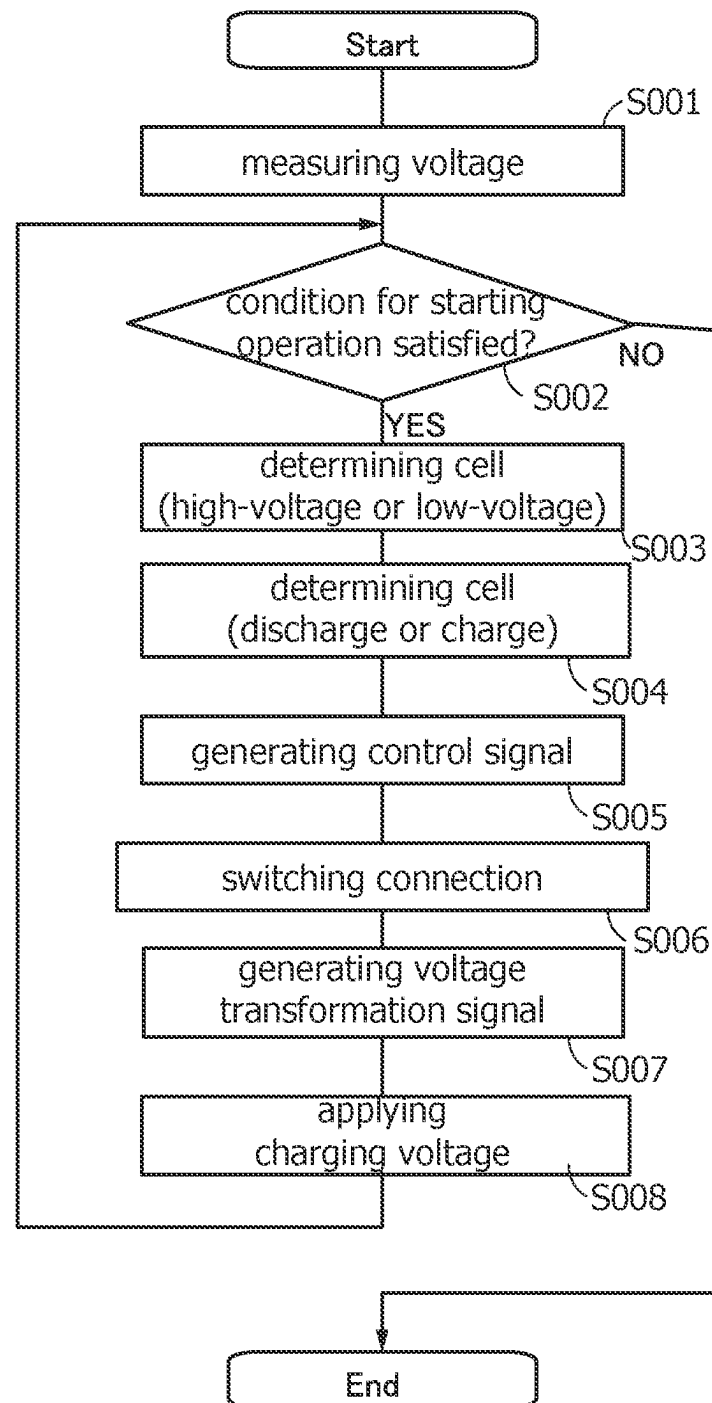 Start
S001
measuring voltage
condition for starting
operation satisfied?
NO
S002
YES
determining cell
(high-voltage or low-voltage)
S003
determining cell
(discharge or charge)
S004
generating control signal
S005
switching connection
S006
generating voltage
transformation signal
S007
applying
charging voltage
S008
End